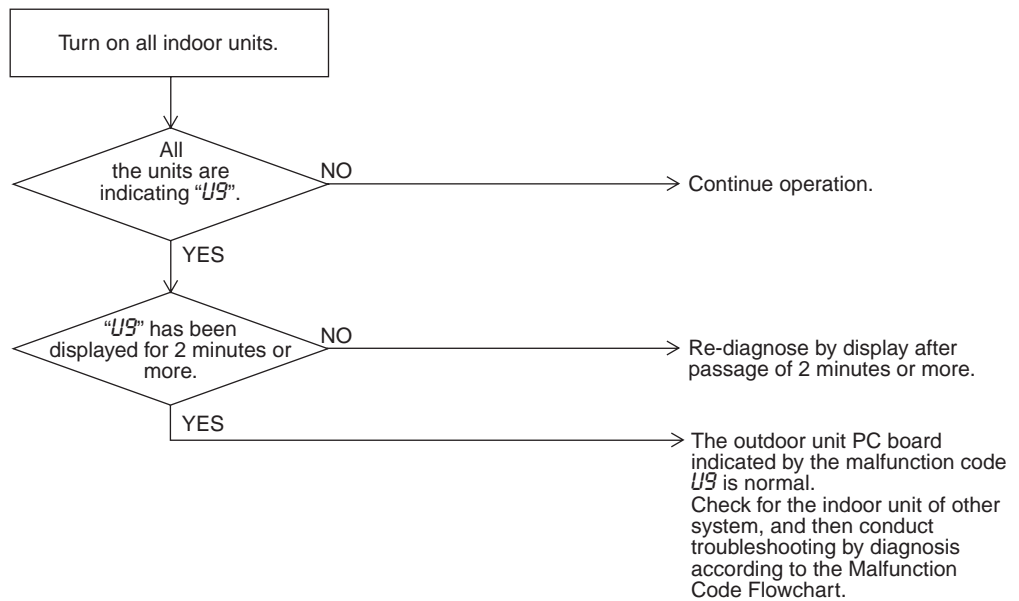 Turn on all indoor units.
All
the units are
indicating “U9”.
NO
Continue operation.
YES
“U9” has been
displayed for 2 minutes or
more.
NO
Re-diagnose by display after
passage of 2 minutes or more.
YES
The outdoor unit PC board
indicated by the malfunction code
U9 is normal.
Check for the indoor unit of other
system, and then conduct
troubleshooting by diagnosis
according to the Malfunction
Code Flowchart.